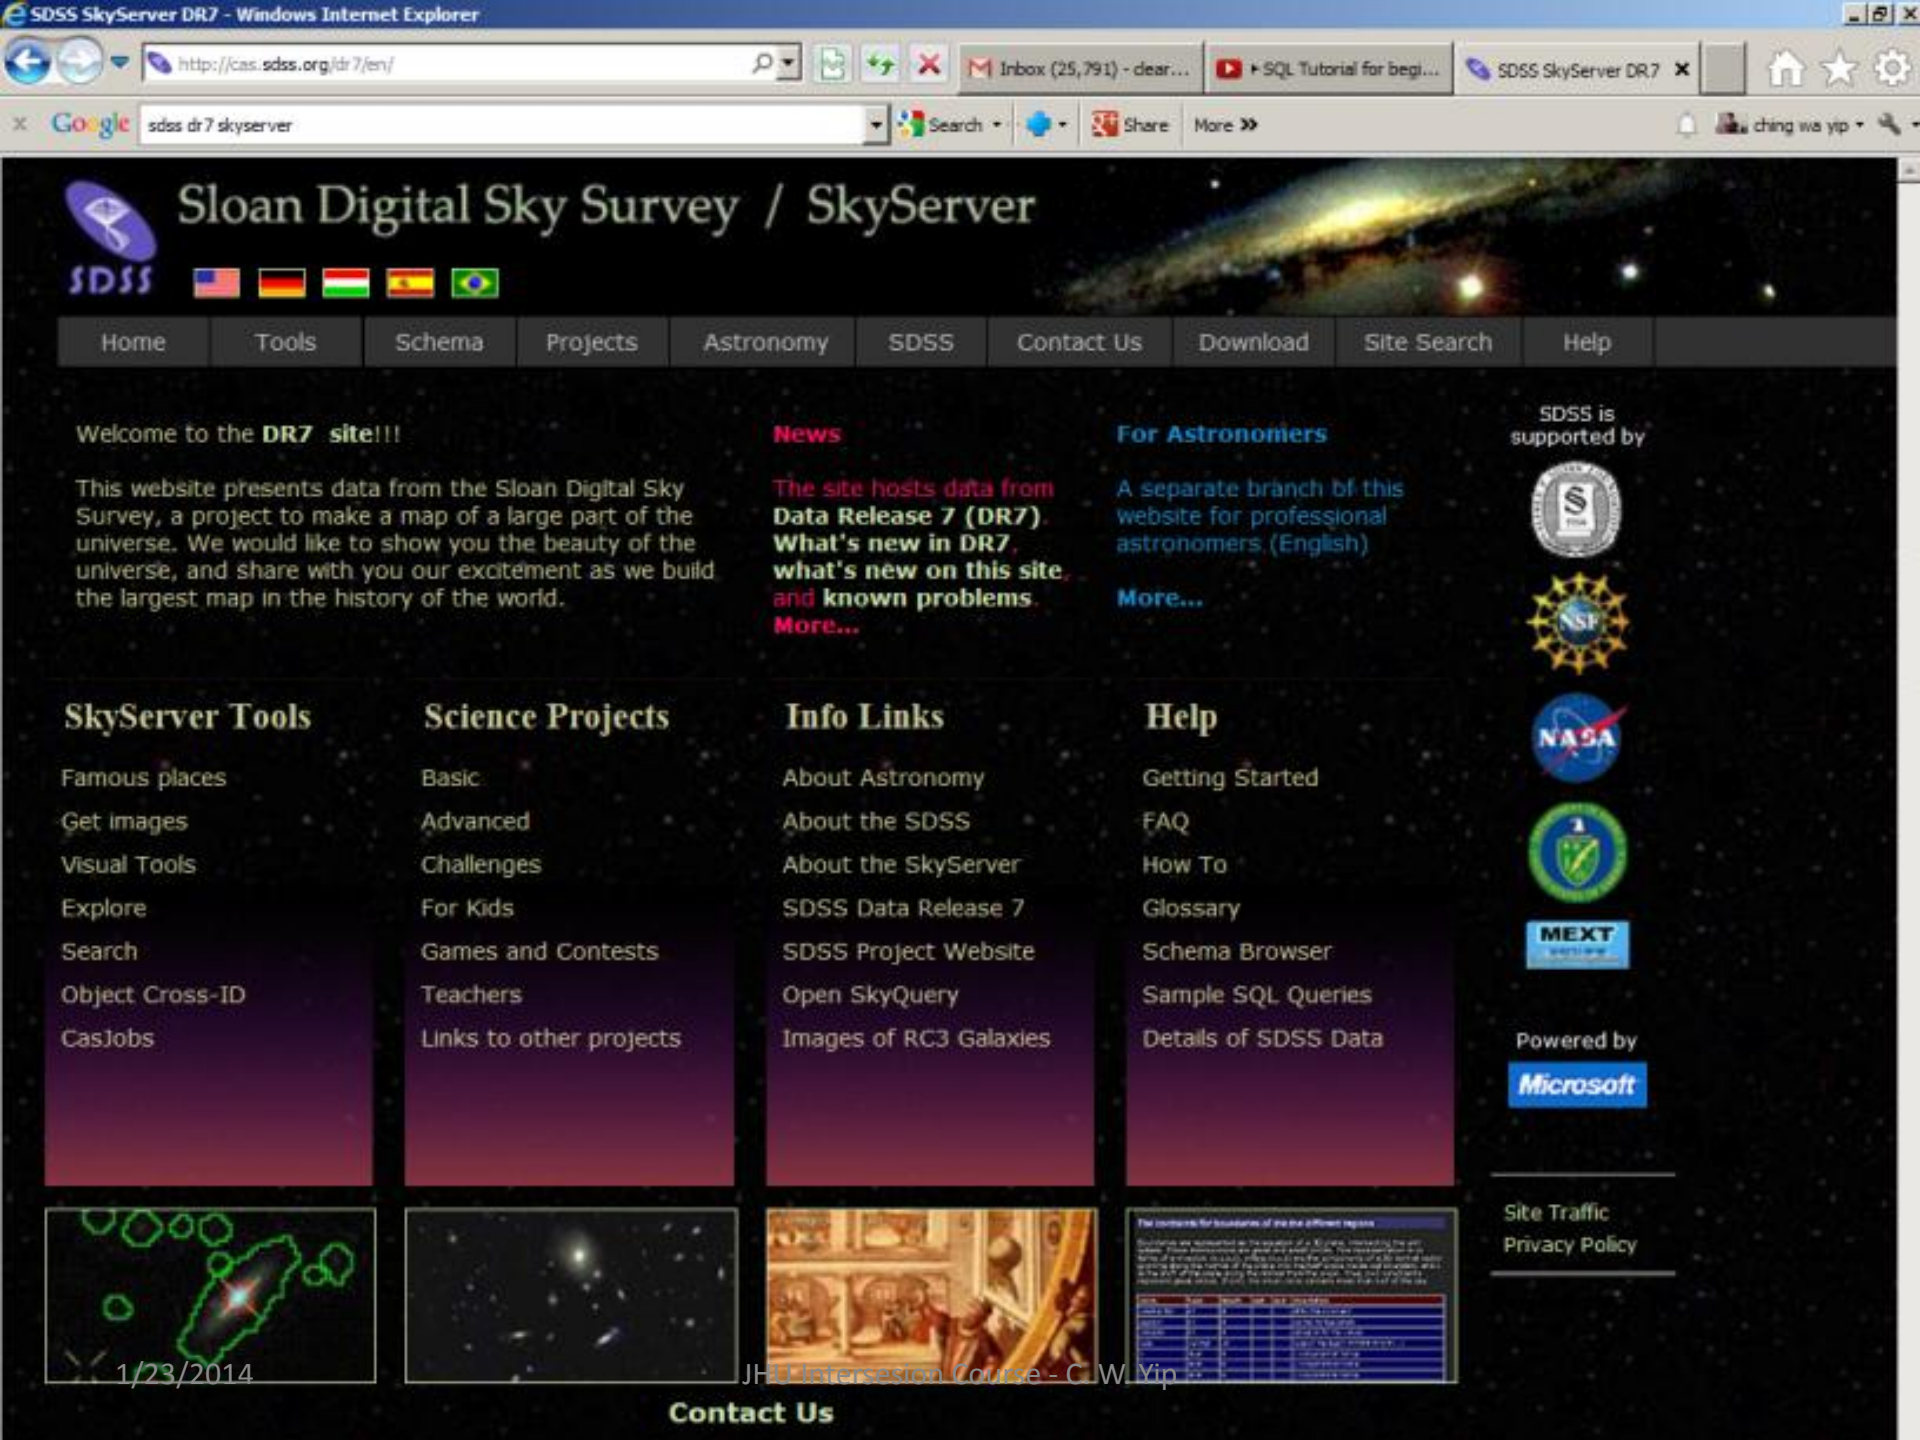 SDSS SkyServer DR7 - Windows Internet Explorer
http://cas.sdss.org/dr7/en/
Inbox (25,791) - clear...
SQL Tutorial for begi...
SDSS SkyServer DR7
Google
sdss dr7 skyserver
Search
Share
More
ching wa yip
Sloan Digital Sky Survey / SkyServer
SDSS
Home
Tools
Schema
Projects
Astronomy
SDSS
Contact Us
Download
Site Search
Help
Welcome to the DR7 site!!!
This website presents data from the Sloan Digital Sky
Survey, a project to make a map of a large part of the
universe. We would like to show you the beauty of the
universe, and share with you our excitement as we build
the largest map in the history of the world.
News
The site hosts data from
Data Release 7 (DR7).
What's new in DR7,
what's new on this site,
and known problems.
More...
For Astronomers
A separate branch of this
website for professional
astronomers (English)
More...
SDSS is
supported by
NSF
NASA
MEXT
Powered by
Microsoft
SkyServer Tools
Famous places
Get images
Visual Tools
Explore
Search
Object Cross-ID
CasJobs
Science Projects
Basic
Advanced
Challenges
For Kids
Games and Contests
Teachers
Links to other projects
Info Links
About Astronomy
About the SDSS
About the SkyServer
SDSS Data Release 7
SDSS Project Website
Open SkyQuery
Images of RC3 Galaxies
Help
Getting Started
FAQ
How To
Glossary
Schema Browser
Sample SQL Queries
Details of SDSS Data
Site Traffic
Privacy Policy
1/23/2014
JHU Intersesion Course - C. W. Yip
Contact Us